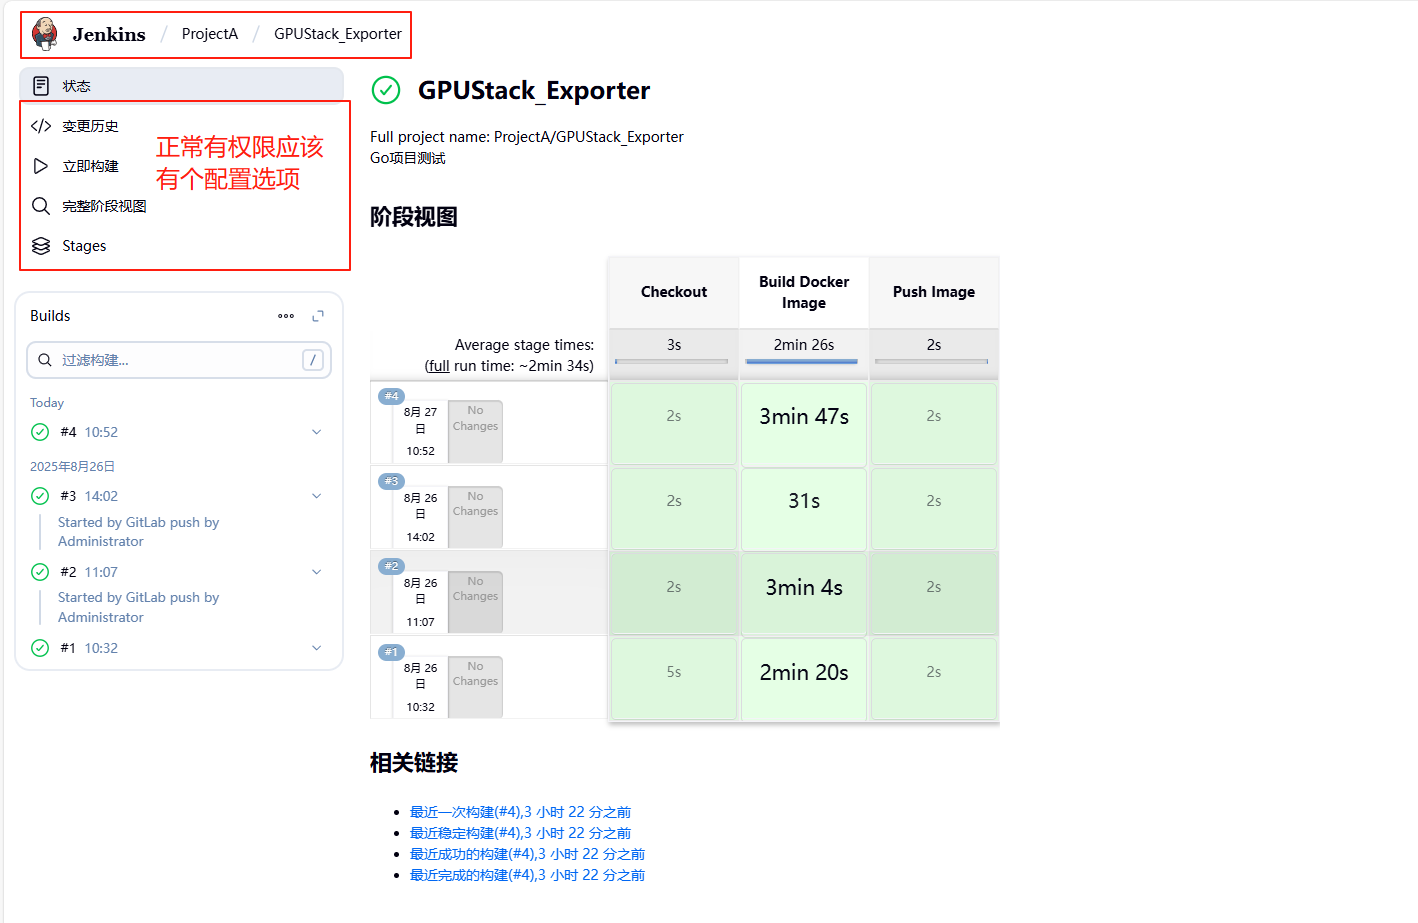 Jenkins / ProjectA / GPUStack_Exporter
状态
变更历史
立即构建
完整阶段视图
Stages
正常有权限应该
有个配置选项
Builds
过滤构建...
/
Today
#4 10:52
2025年8月26日
#3 14:02
Started by GitLab push by
Administrator
#2 11:07
Started by GitLab push by
Administrator
#1 10:32
GPUStack_Exporter
Full project name: ProjectA/GPUStack_Exporter
Go项目测试
阶段视图
Checkout
Build Docker
Image
Push Image
Average stage times:
(full run time: ~2min 34s)
3s
2min 26s
2s
#4
8月 27
日
10:52
No
Changes
2s
3min 47s
2s
#3
8月 26
日
14:02
No
Changes
2s
31s
2s
#2
8月 26
日
11:07
No
Changes
2s
3min 4s
2s
#1
8月 26
日
10:32
No
Changes
5s
2min 20s
2s
相关链接
最近一次构建(#4),3 小时 22 分之前
最近稳定构建(#4),3 小时 22 分之前
最近成功的构建(#4),3 小时 22 分之前
最近完成的构建(#4),3 小时 22 分之前